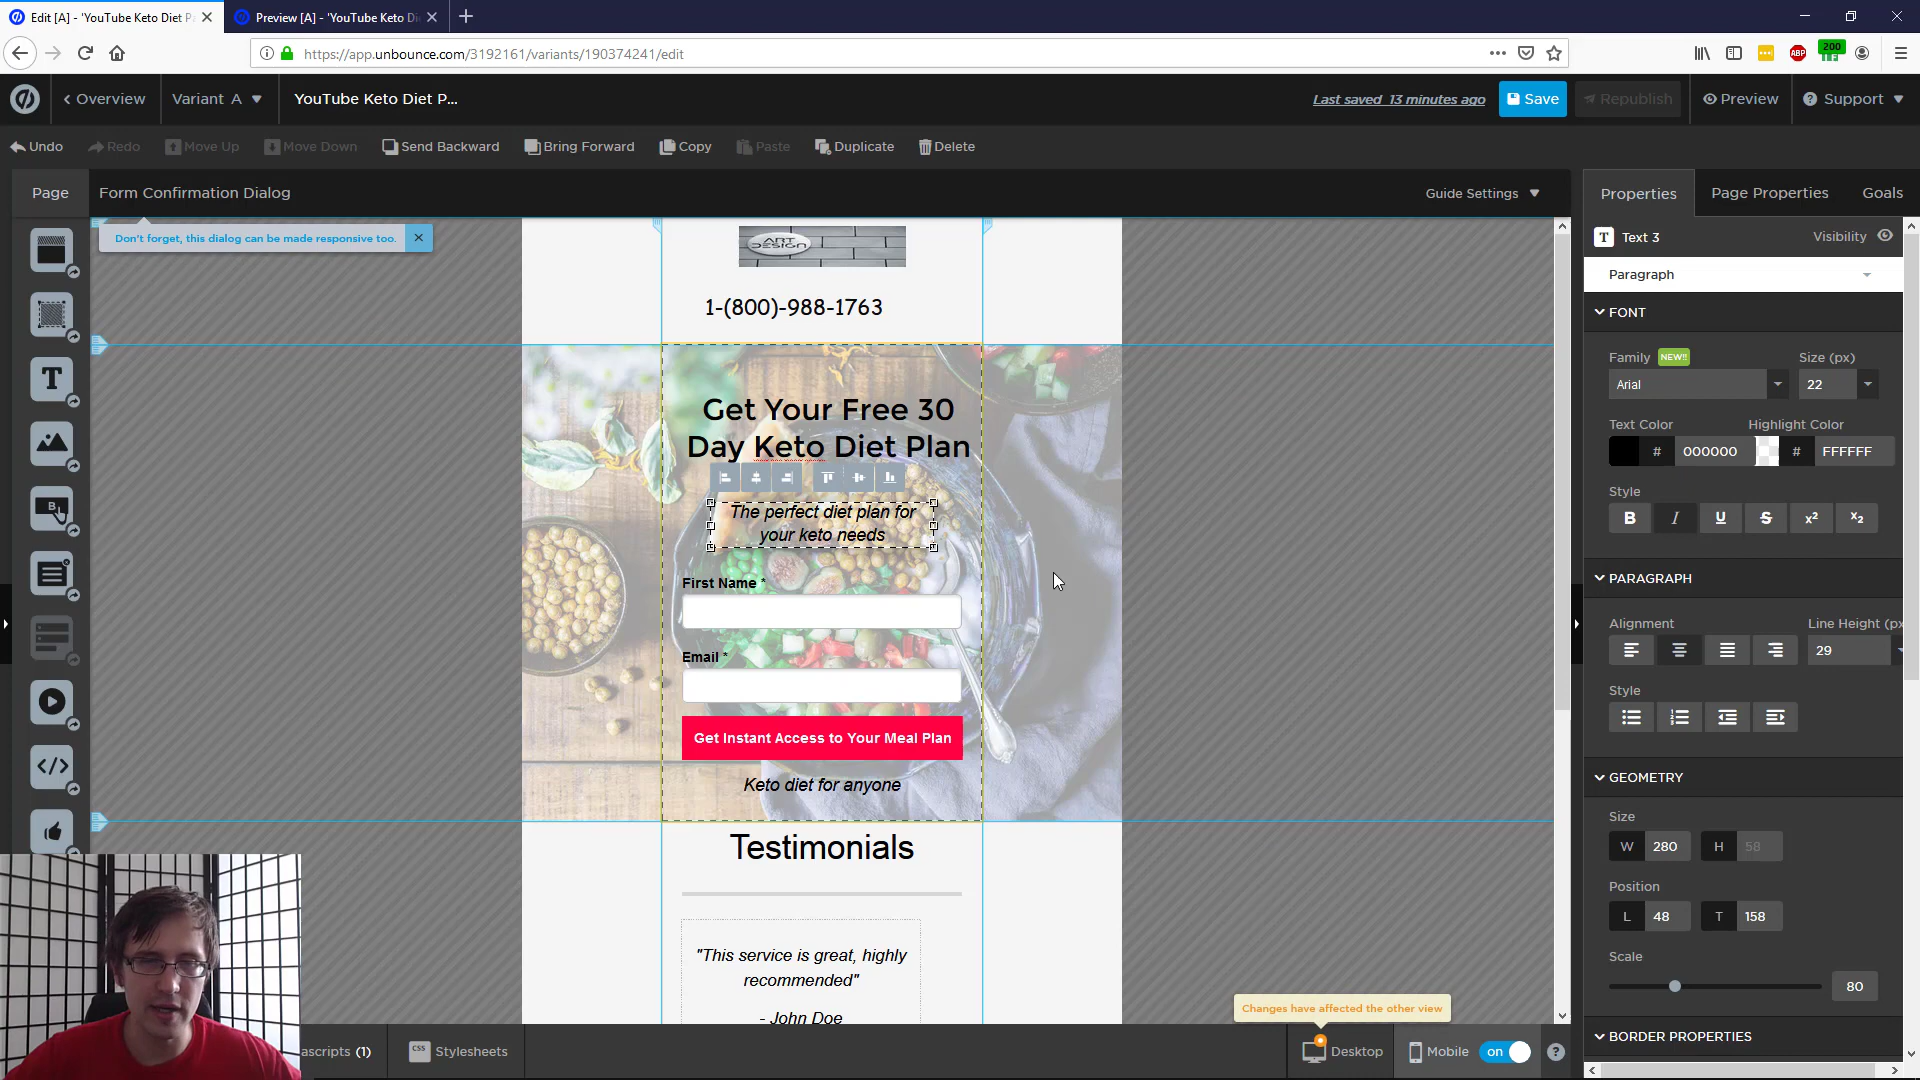 Edit [A] - 'YouTube Keto Diet P
Preview [A] - 'YouTube Keto Di
https://app.unbounce.com/3192161/variants/190374241/edit
ABP
200
Overview
Variant A
YouTube Keto Diet P...
Last saved 13 minutes ago
Save
Republish
Preview
Support
Undo
Redo
Move Up
Move Down
Send Backward
Bring Forward
Copy
Paste
Duplicate
Delete
Page
Form Confirmation Dialog
Guide Settings
Properties
Page Properties
Goals
Don't forget, this dialog can be made responsive too.
ART
DESIGN
1-(800)-988-1763
Get Your Free 30
Day Keto Diet Plan
The perfect diet plan for
your keto needs
First Name *
Email *
Get Instant Access to Your Meal Plan
Keto diet for anyone
Testimonials
"This service is great, highly
recommended"
- John Doe
Text 3
Visibility
Paragraph
FONT
Family NEW!!
Size (px)
Arial
22
Text Color
Highlight Color
# 000000
# FFFFFF
Style
B I U S x² x₂
PARAGRAPH
Alignment
Line Height (px
29
Style
GEOMETRY
Size
W 280 H 58
Position
L 48 T 158
Scale
80
BORDER PROPERTIES
Changes have affected the other view
ascripts (1)
CSS Stylesheets
Desktop
Mobile on